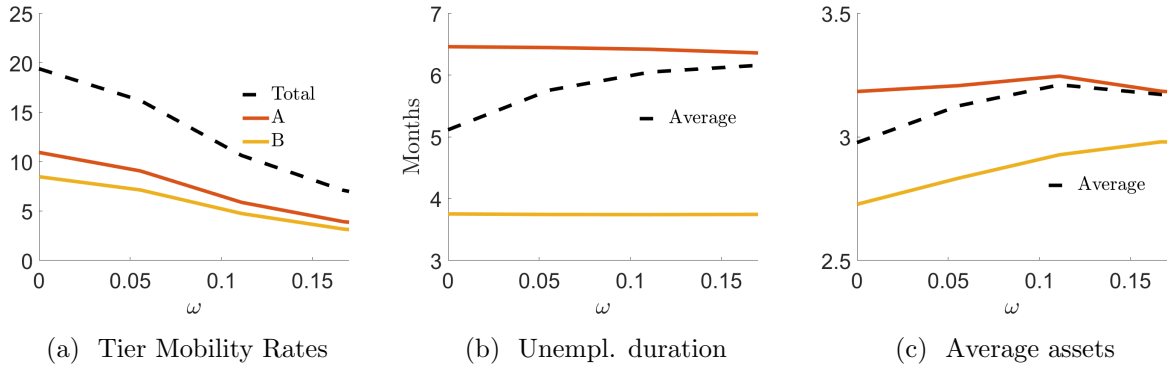 25
20
15
10
5
0
Total
A
B
0
0.05
0.1
0.15
ω
(a) Tier Mobility Rates
7
6
5
4
3
Months
Average
0
0.05
0.1
0.15
ω
(b) Unempl. duration
3.5
3
2.5
Average
0
0.05
0.1
0.15
ω
(c) Average assets